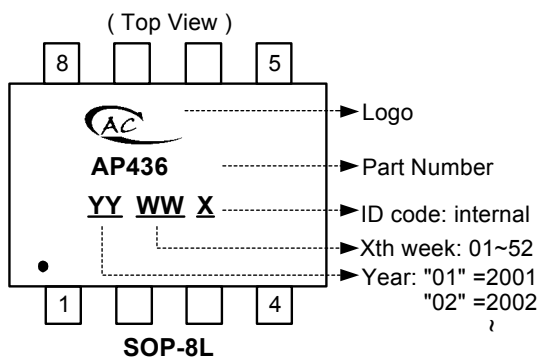 ( Top View )
8 5
AC
Logo
AP436
Part Number
YY WW X
ID code: internal
Xth week: 01~52
Year: "01" =2001
"02" =2002
~
1 4
SOP-8L